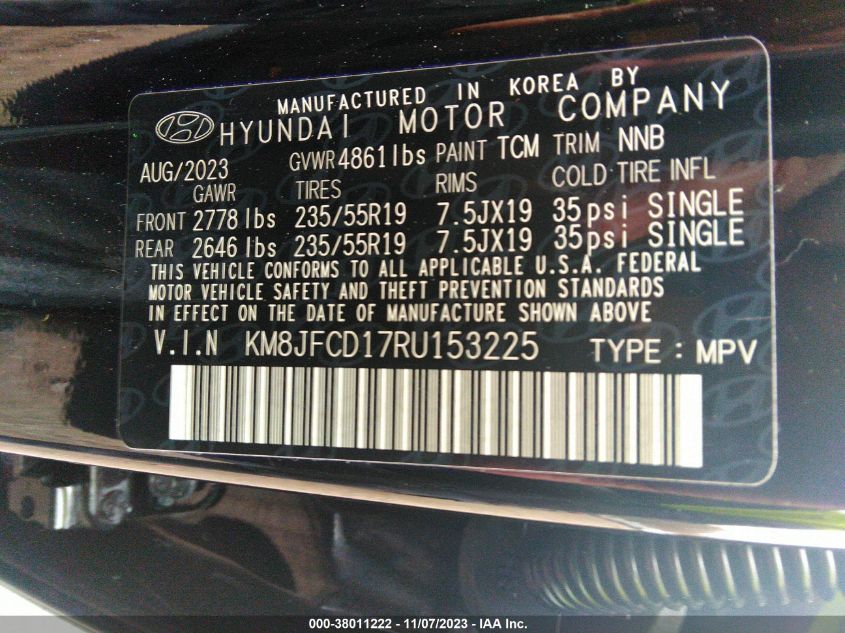 MANUFACTURED IN KOREA BY
HYUNDAI MOTOR COMPANY
AUG/2023 GVWR 4861lbs PAINT TCM TRIM NNB
GAWR TIRES RIMS COLD TIRE INFL
FRONT 2778 lbs 235/55R19 7.5JX19 35psi SINGLE
REAR 2646 lbs 235/55R19 7.5JX19 35psi SINGLE
THIS VEHICLE CONFORMS TO ALL APPLICABLE U.S.A. FEDERAL
MOTOR VEHICLE SAFETY AND THEFT PREVENTION STANDARDS
IN EFFECT ON THE DATE OF MANUFACTURE SHOWN ABOVE
V.I.N KM8JFCD17RU153225 TYPE : MPV
000-38011222 - 11/07/2023 - IAA Inc.